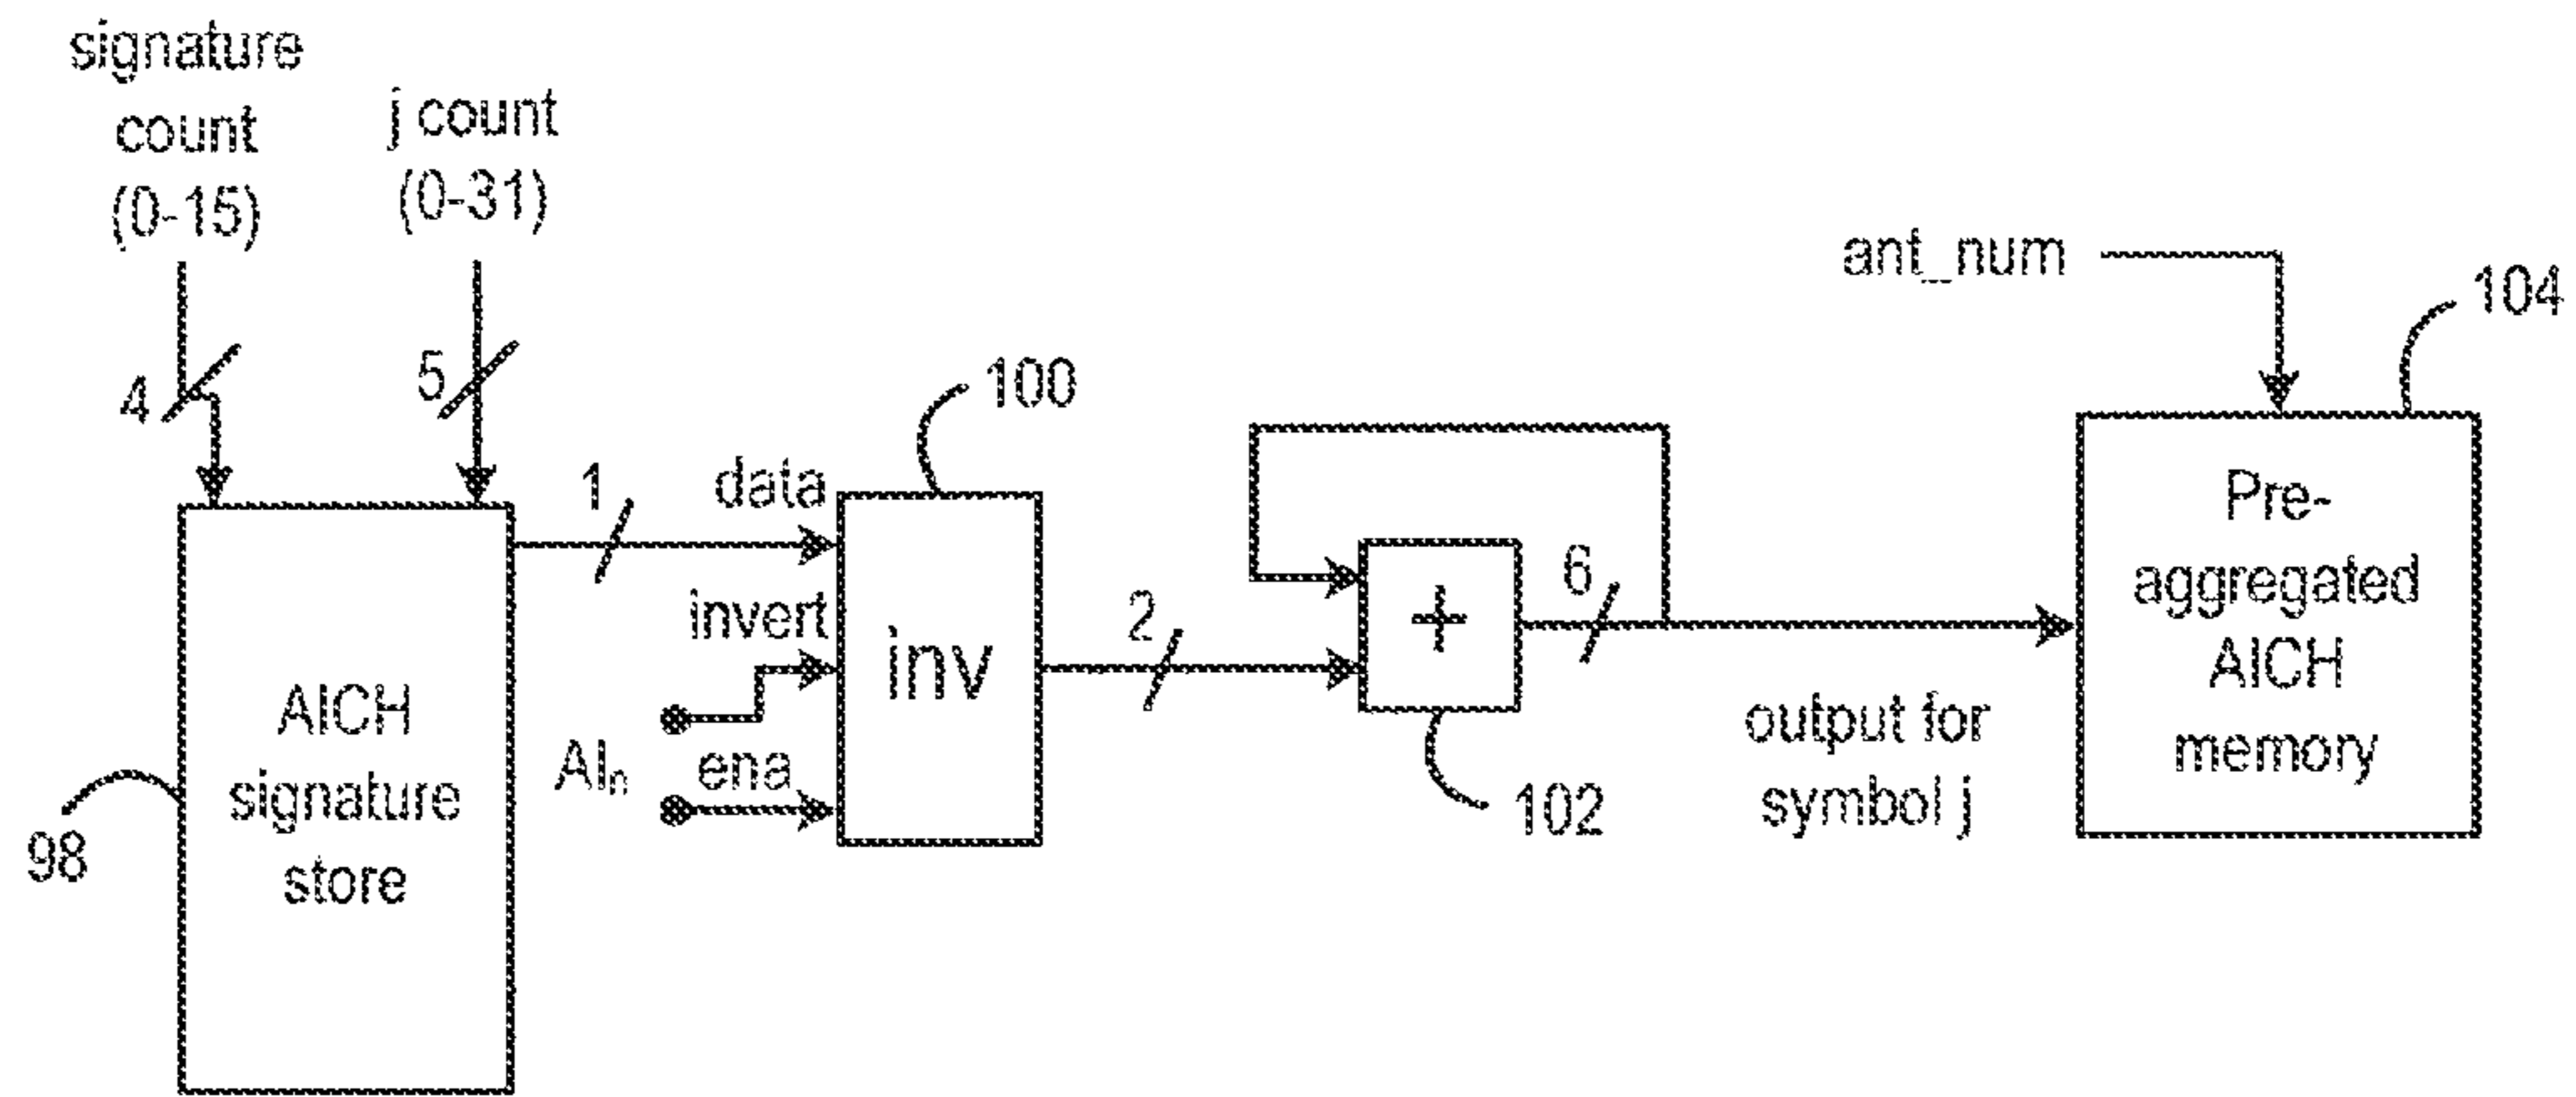 signature
count
(0-15)
j count
(0-31)
4
5
98
AICH
signature
store
1
data
invert
AIn
ena
100
inv
2
+
102
6
output for
symbol j
ant_num
104
Pre-
aggregated
AICH
memory